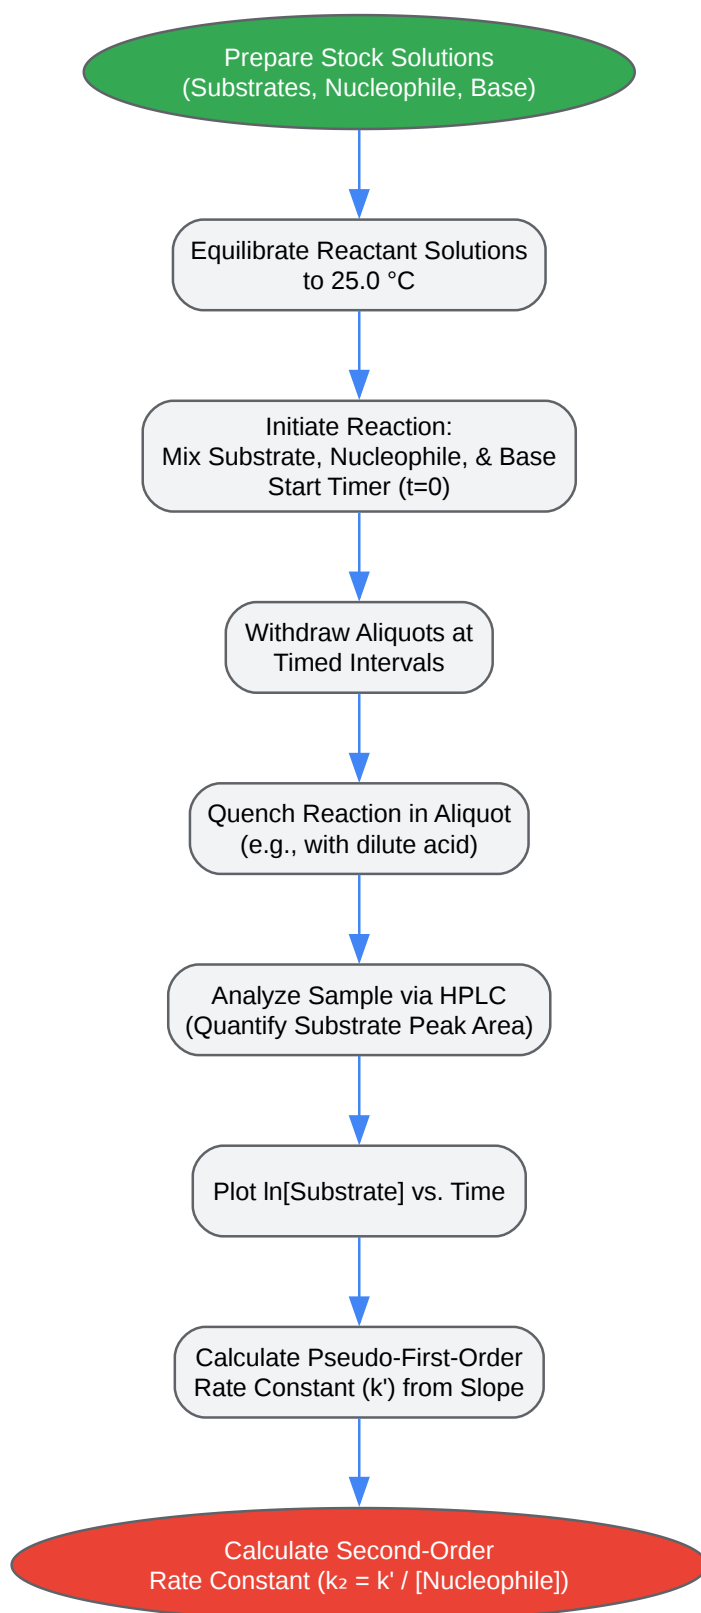 Prepare Stock Solutions
(Substrates, Nucleophile, Base)
Equilibrate Reactant Solutions
to 25.0 °C
Initiate Reaction:
Mix Substrate, Nucleophile, & Base
Start Timer (t=0)
Withdraw Aliquots at
Timed Intervals
Quench Reaction in Aliquot
(e.g., with dilute acid)
Analyze Sample via HPLC
(Quantify Substrate Peak Area)
Plot ln[Substrate] vs. Time
Calculate Pseudo-First-Order
Rate Constant (k') from Slope
Calculate Second-Order
Rate Constant (k₂ = k' / [Nucleophile])